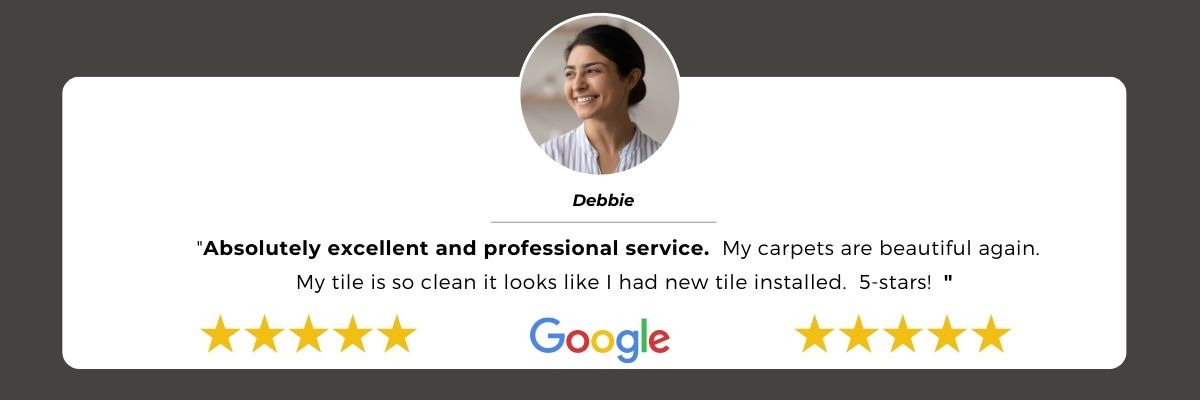 Debbie
"Absolutely excellent and professional service. My carpets are beautiful again.
My tile is so clean it looks like I had new tile installed. 5-stars! "
Google